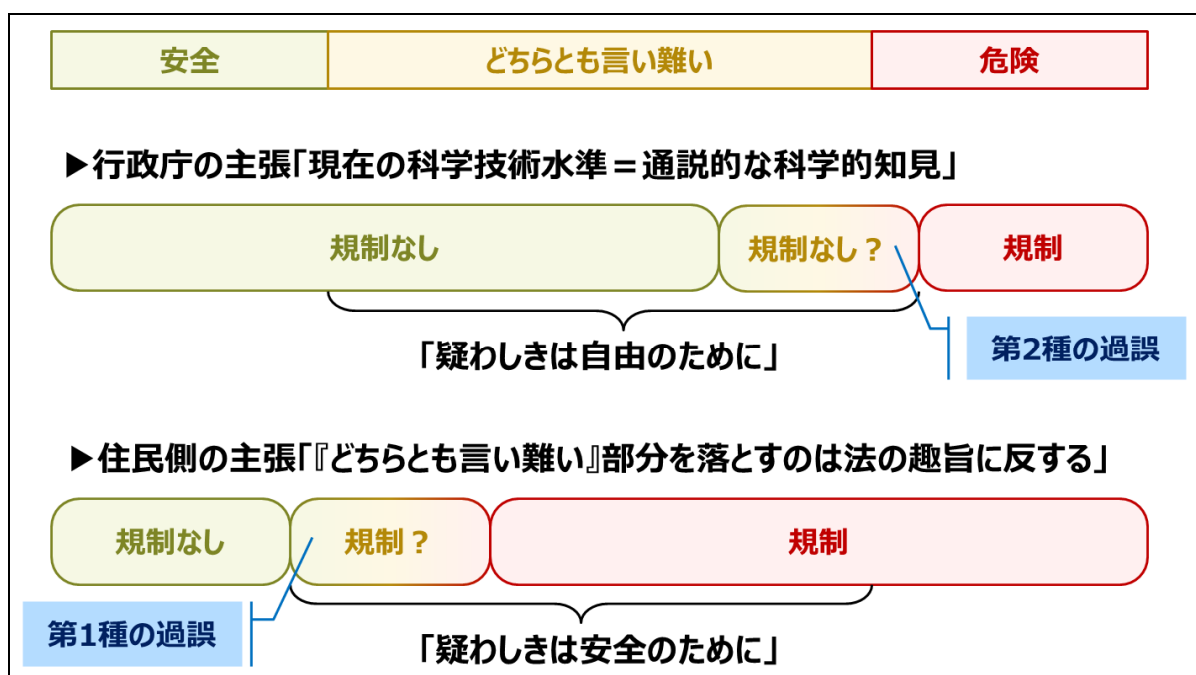 安全
どちらとも言い難い
危険
▶行政庁の主張「現在の科学技術水準＝通説的な科学的知見」
規制なし
規制なし？
規制
「疑わしきは自由のために」
第2種の過誤
▶住民側の主張「『どちらとも言い難い』部分を落とすのは法の趣旨に反する」
規制なし
規制？
規制
第1種の過誤
「疑わしきは安全のために」